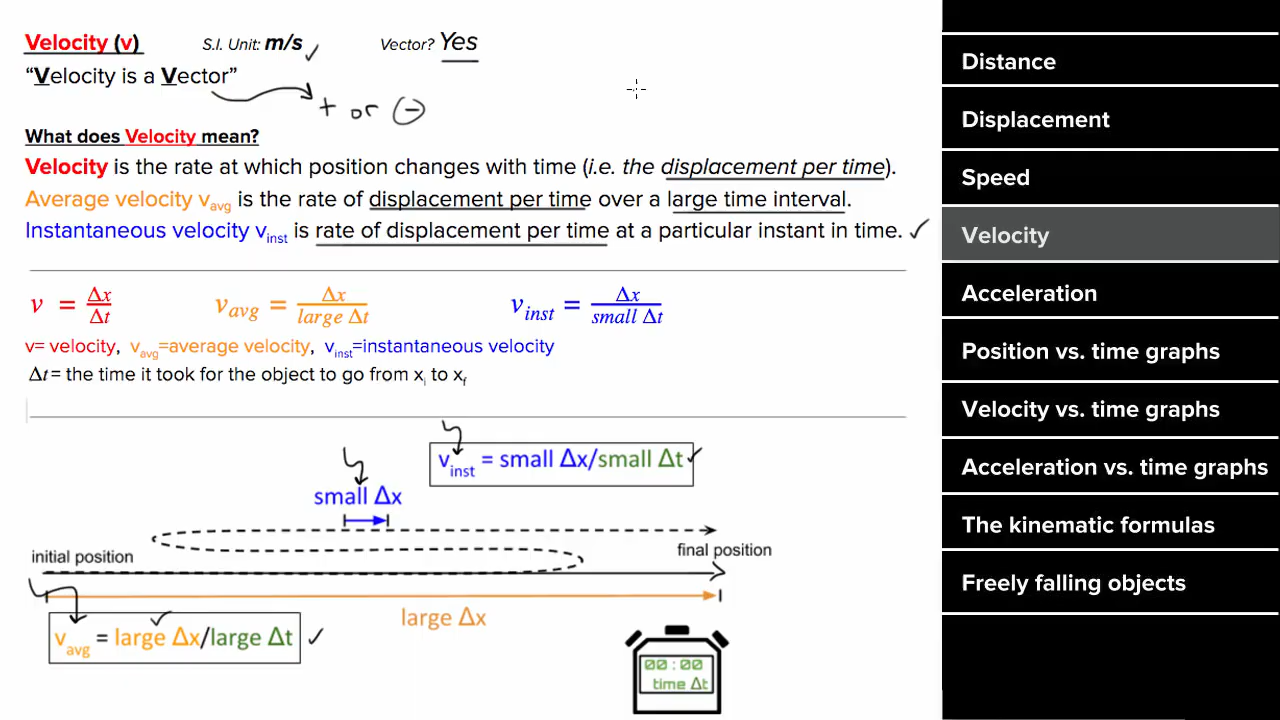 Velocity (v) S.I. Unit: m/s Vector? Yes
“Velocity is a Vector”
+ or -
What does Velocity mean?
Velocity is the rate at which position changes with time (i.e. the displacement per time).
Average velocity vavg is the rate of displacement per time over a large time interval.
Instantaneous velocity vinst is rate of displacement per time at a particular instant in time.
v = Δx/Δt vavg = Δx/large Δt vinst = Δx/small Δt
v= velocity, vavg=average velocity, vinst=instantaneous velocity
Δt = the time it took for the object to go from xi to xf
vinst = small Δx/small Δt
small Δx
initial position
final position
large Δx
vavg = large Δx/large Δt
00:00
time Δt
Distance
Displacement
Speed
Velocity
Acceleration
Position vs. time graphs
Velocity vs. time graphs
Acceleration vs. time graphs
The kinematic formulas
Freely falling objects